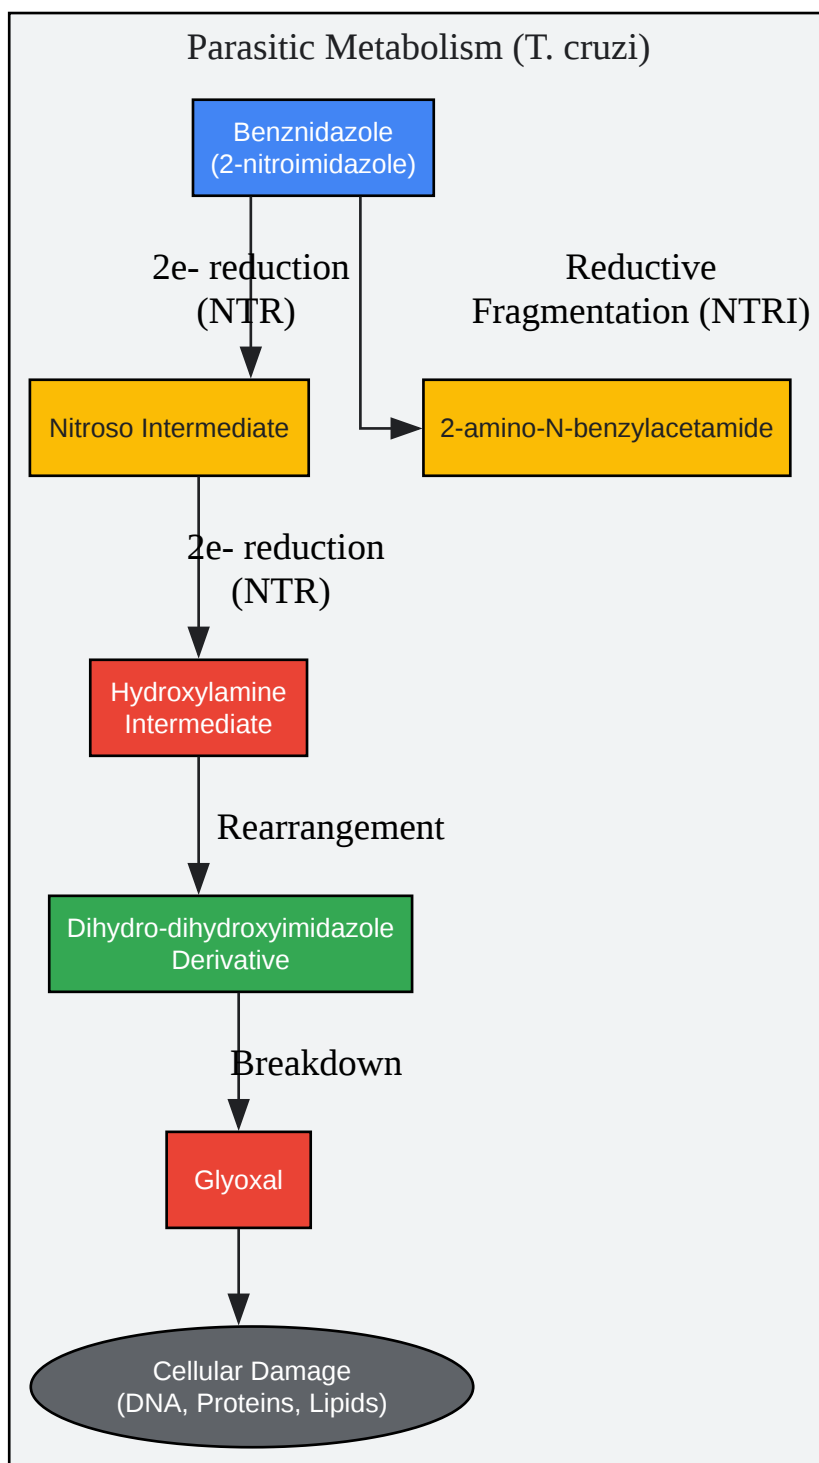 Parasitic Metabolism (T. cruzi)
Benznidazole
(2-nitroimidazole)
2e- reduction
(NTR)
Reductive
Fragmentation (NTRI)
Nitroso Intermediate
2-amino-N-benzylacetamide
2e- reduction
(NTR)
Hydroxylamine
Intermediate
Rearrangement
Dihydro-dihydroxyimidazole
Derivative
Breakdown
Glyoxal
Cellular Damage
(DNA, Proteins, Lipids)